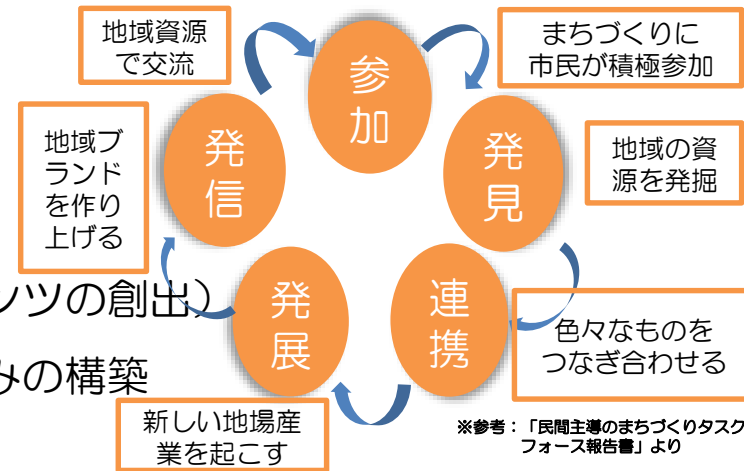 地域資源
で交流
参
加
まちづくりに
市民が積極参加
地域ブ
ランド
を作り
上げる
発
信
発
見
地域の資
源を発掘
ンツの創出）
みの構築
発
展
連
携
色々なものを
つなぎ合わせる
新しい地場産
業を起こす
※参考：「民間主導のまちづくりタスク
フォース報告書」より